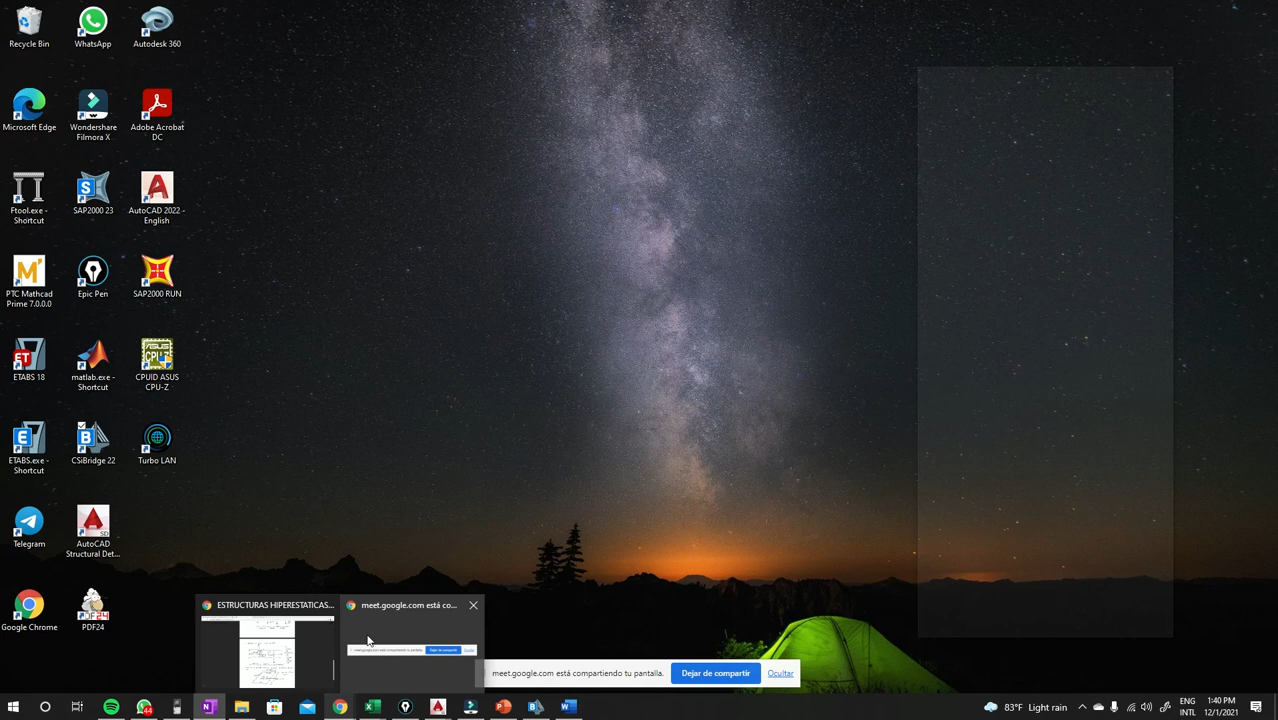 Recycle Bin
WhatsApp
Autodesk 360
Microsoft Edge
Wondershare Filmora X
Adobe Acrobat DC
Ftool.exe - Shortcut
SAP2000 23
AutoCAD 2022 - English
PTC Mathcad Prime 7.0.0.0
Epic Pen
SAP2000 RUN
ETABS 18
matlab.exe - Shortcut
CPUID ASUS CPU-Z
ETABS.exe - Shortcut
CSiBridge 22
Turbo LAN
Telegram
AutoCAD Structural Det...
Google Chrome
PDF24
ESTRUCTURAS HIPERESTATICAS...
meet.google.com está co...
meet.google.com está compartiendo tu pantalla.
Dejar de compartir
Ocultar
44
83°F Light rain
ENG
INTL
1:40 PM
12/1/2021